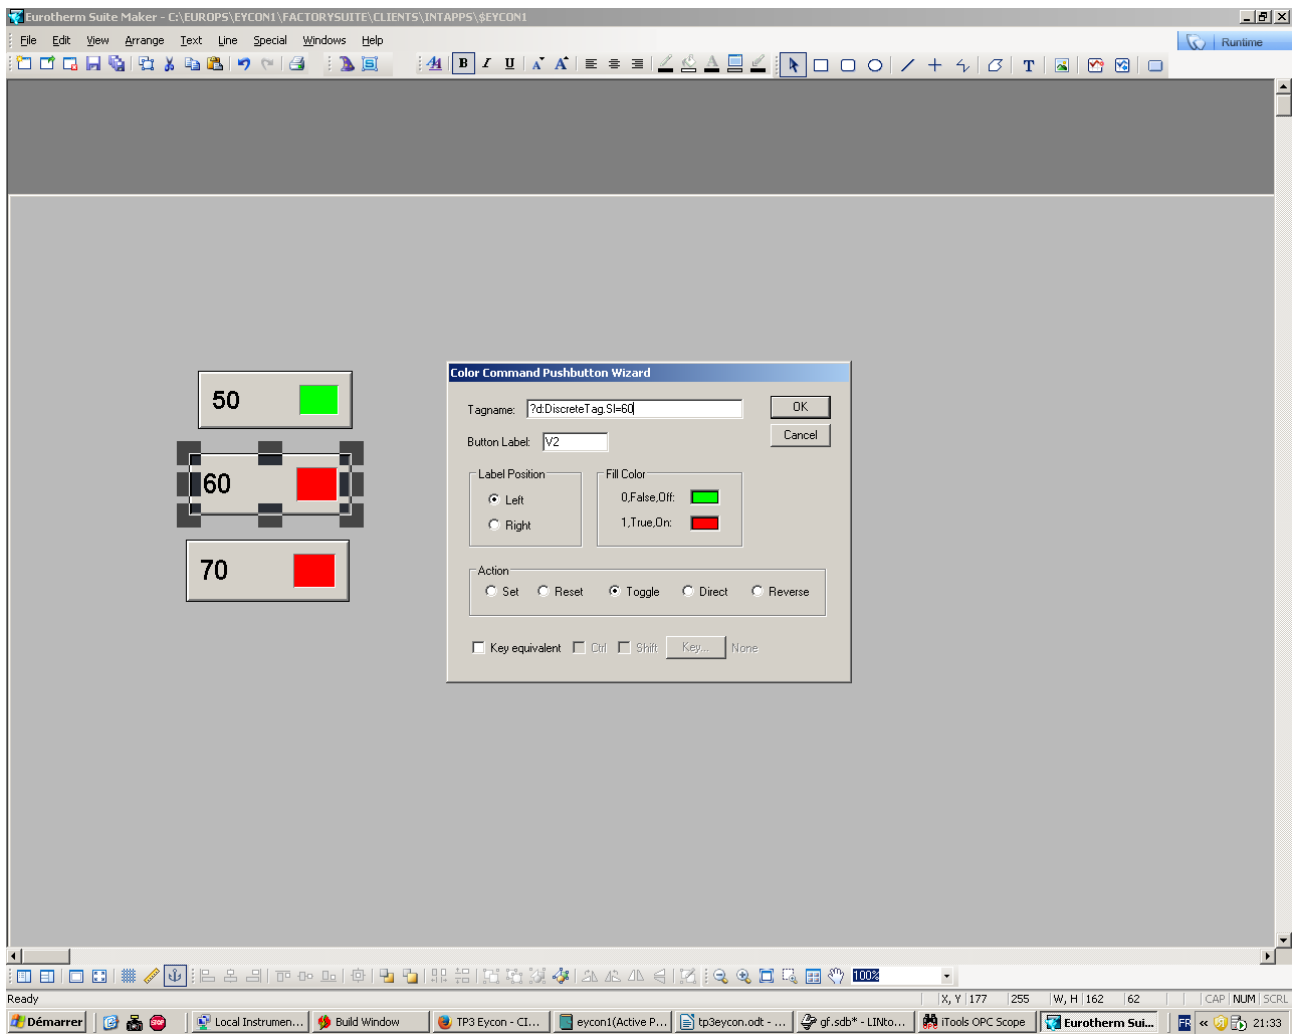 Eurotherm Suite Maker - C:\EUROPS\EYCON1\FACTORYSUITE\CLIENTS\INTAPPS\$EYCON1
File Edit View Arrange Text Line Special Windows Help
Runtime
50
60
70
Color Command Pushbutton Wizard
Tagname: ?d:DiscreteTag.SI=60 OK
Button Label: V2 Cancel
Label Position Fill Color
Left 0,False,Off:
Right 1,True,On:
Action
Set Reset Toggle Direct Reverse
Key equivalent Ctrl Shift Key... None
100%
Ready X, Y 177 255 W, H 162 62 CAP NUM SCRL
Démarrer Local Instrumen... Build Window TP3 Eycon - CI... eycon1(Active P... tp3eycon.odt - ... gf.sdb* - LINto... iTools OPC Scope Eurotherm Sui... FR « 21:33